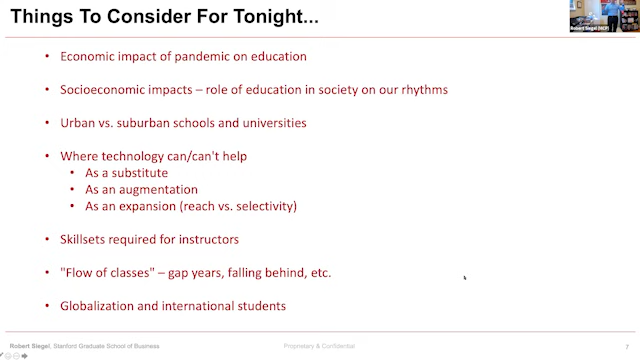 Things To Consider For Tonight...
Robert Siegel (MCP)
• Economic impact of pandemic on education
• Socioeconomic impacts – role of education in society on our rhythms
• Urban vs. suburban schools and universities
• Where technology can/can't help
• As a substitute
• As an augmentation
• As an expansion (reach vs. selectivity)
• Skillsets required for instructors
• "Flow of classes" – gap years, falling behind, etc.
• Globalization and international students
Robert Siegel, Stanford Graduate School of Business
Proprietary & Confidential
7